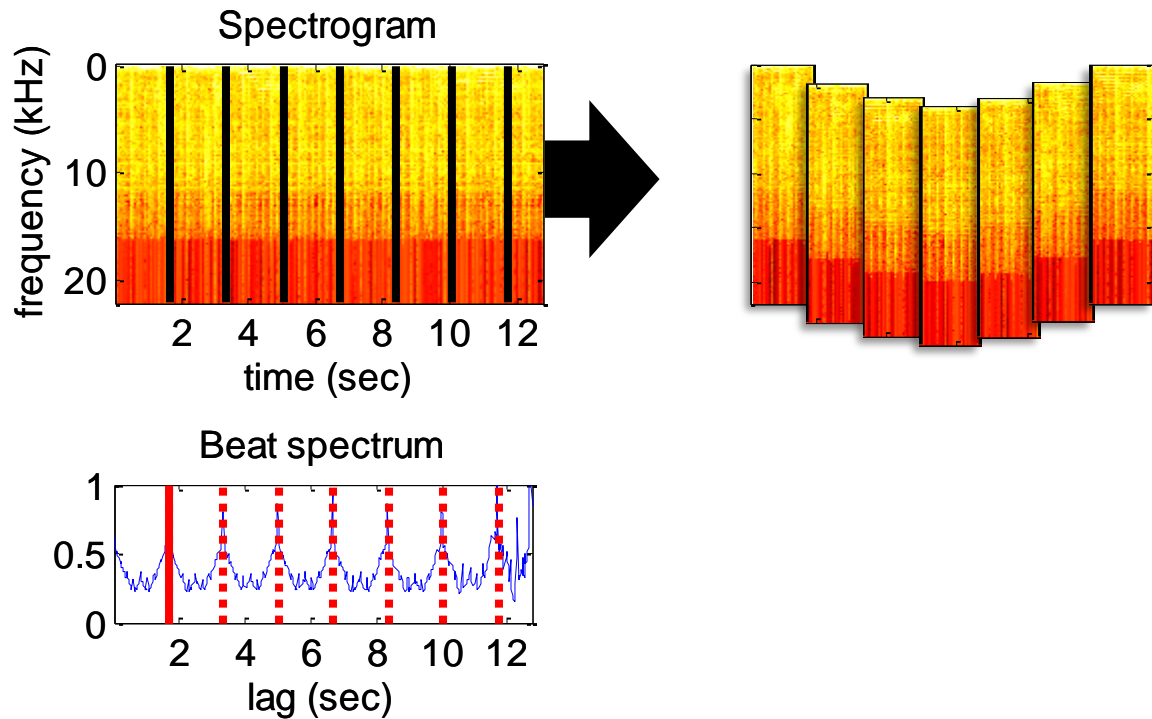 Spectrogram
frequency (kHz)
0
10
20
2 4 6 8 10 12
time (sec)
Beat spectrum
1
0.5
0
2 4 6 8 10 12
lag (sec)